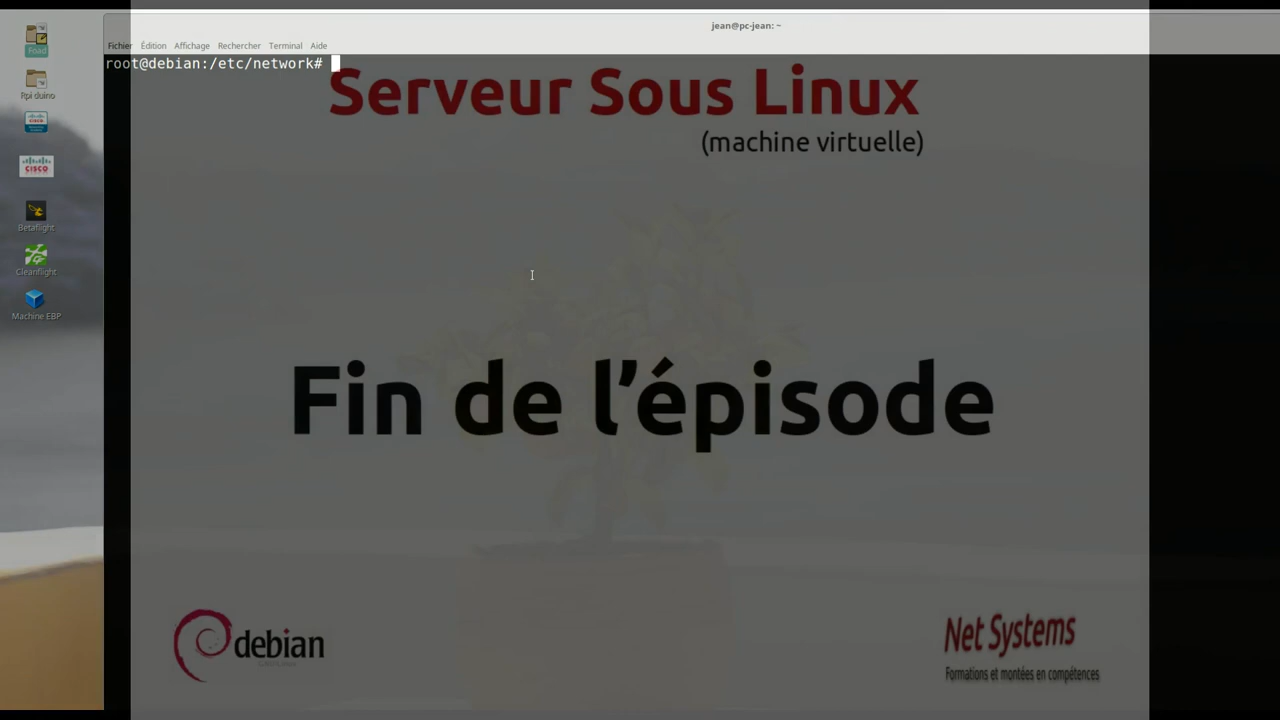 jean@pc-jean: ~
Fichier Édition Affichage Rechercher Terminal Aide
root@debian:/etc/network#
Foad
Rpi duino
CISCO
Betaflight
Cleanflight
Machine EBP
Serveur Sous Linux
(machine virtuelle)
Fin de l’épisode
debian
Net Systems
Formations et montées en compétences